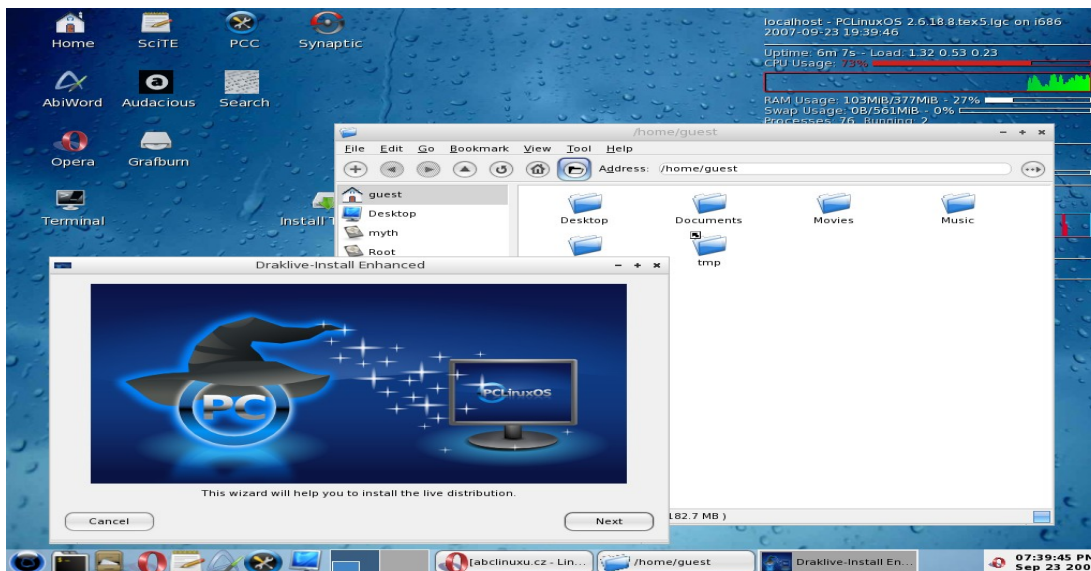 localhost - PCLinuxOS 2.6.18.8.tex5.lgc on i686
2007-09-23 19:39:46
Uptime: 6m 7s - Load: 1.32 0.53 0.23
CPU Usage: 73%
RAM Usage: 103MiB/377MiB - 27%
Swap Usage: 0B/561MiB - 0%
Processes: 76 Running: 2
Home
SciTE
PCC
Synaptic
AbiWord
Audacious
Search
Opera
Grafburn
Terminal
Install
/home/guest
File Edit Go Bookmark View Tool Help
Address: /home/guest
guest
Desktop
myth
Root
Desktop
Documents
Movies
Music
tmp
182.7 MB )
Draklive-Install Enhanced
PC
PCLinuxOS
This wizard will help you to install the live distribution.
Cancel
Next
[abclinuxu.cz - Lin...
/home/guest
Draklive-Install En...
07:39:45 PM
Sep 23 200